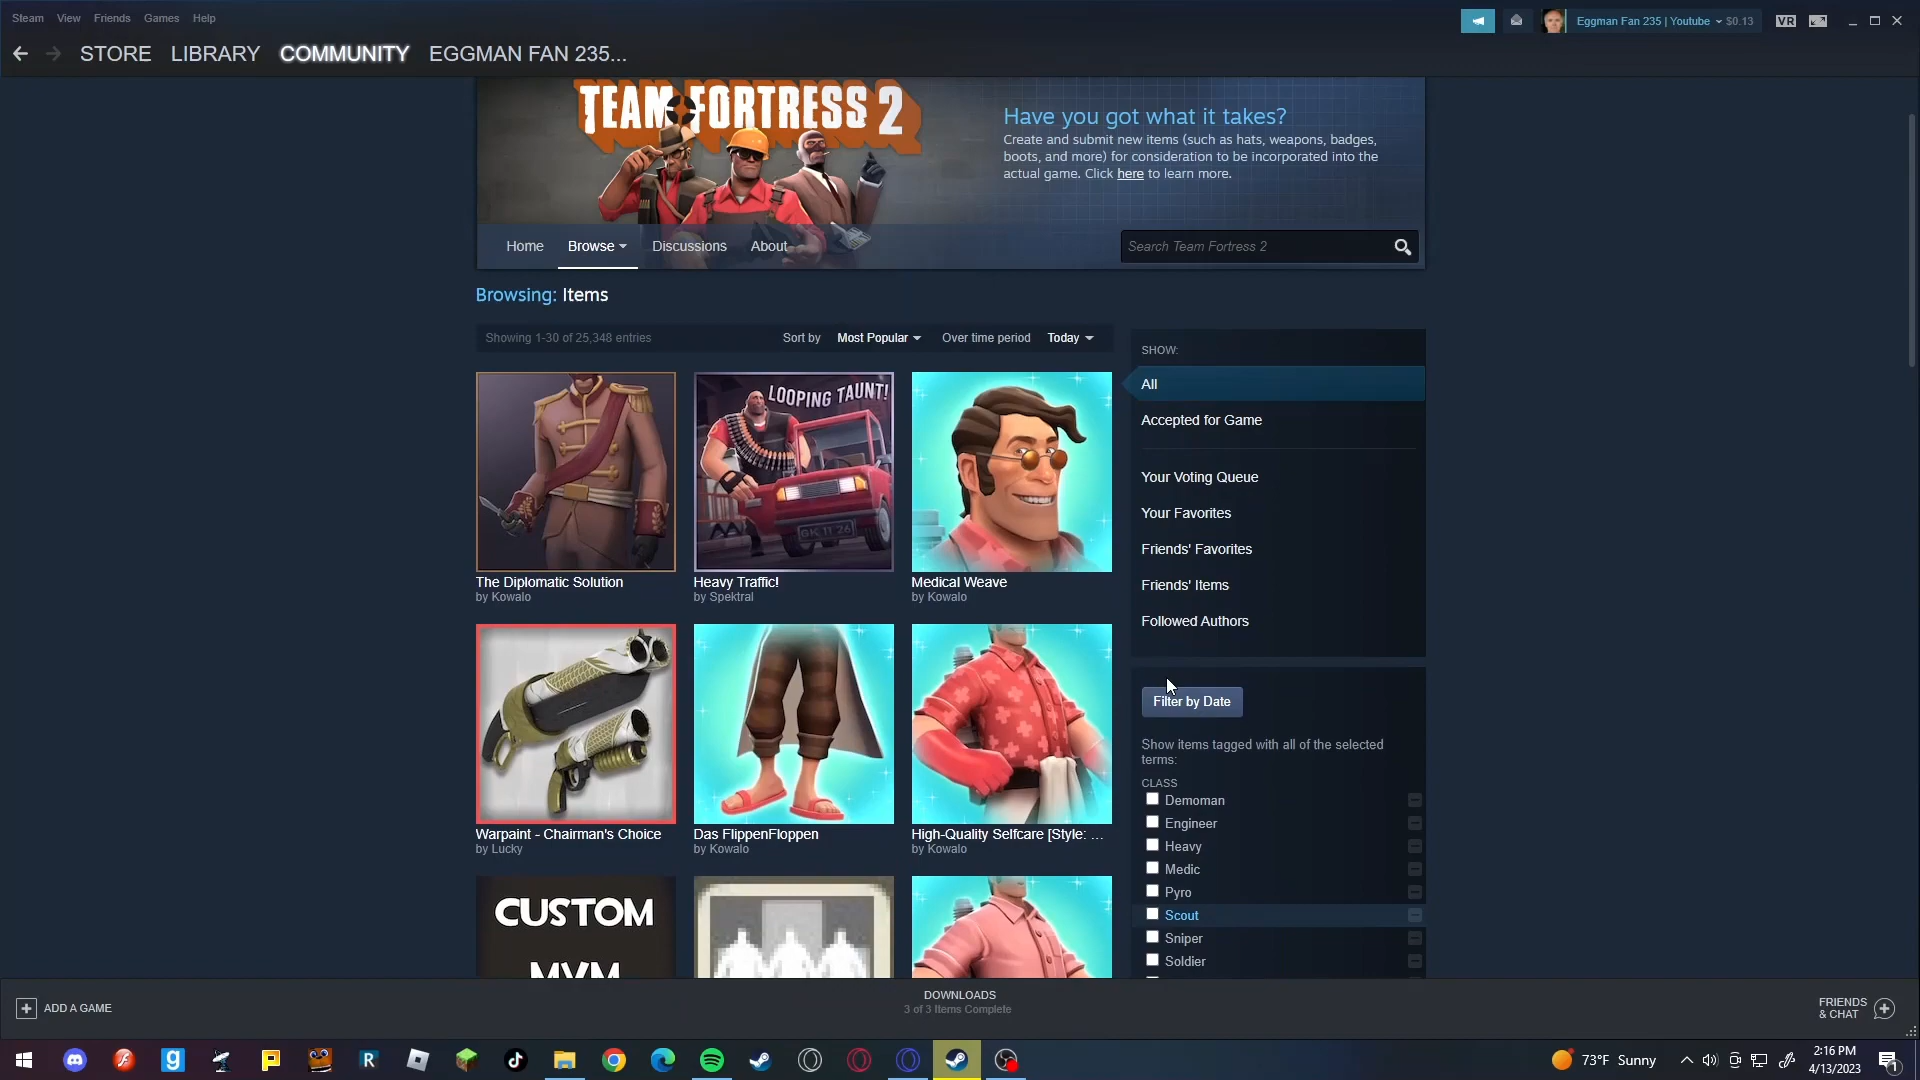 Steam View Friends Games Help
Eggman Fan 235 | Youtube $0.13
VR
STORE LIBRARY COMMUNITY EGGMAN FAN 235...
TEAM FORTRESS 2
Have you got what it takes?
Create and submit new items (such as hats, weapons, badges,
boots, and more) for consideration to be incorporated into the
actual game. Click here to learn more.
Home Browse Discussions About
Search Team Fortress 2
Browsing: Items
Showing 1-30 of 25,348 entries
Sort by Most Popular Over time period Today
LOOPING TAUNT!
GK 11 26
The Diplomatic Solution
by Kowalo
Heavy Traffic!
by Spektral
Medical Weave
by Kowalo
Warpaint - Chairman's Choice
by Lucky
Das FlippenFloppen
by Kowalo
High-Quality Selfcare [Style: ...
by Kowalo
CUSTOM
MVM
SHOW:
All
Accepted for Game
Your Voting Queue
Your Favorites
Friends' Favorites
Friends' Items
Followed Authors
Filter by Date
Show items tagged with all of the selected
terms:
CLASS
Demoman
Engineer
Heavy
Medic
Pyro
Scout
Sniper
Soldier
ADD A GAME
DOWNLOADS
3 of 3 Items Complete
FRIENDS
& CHAT
73°F Sunny
2:16 PM
4/13/2023
1